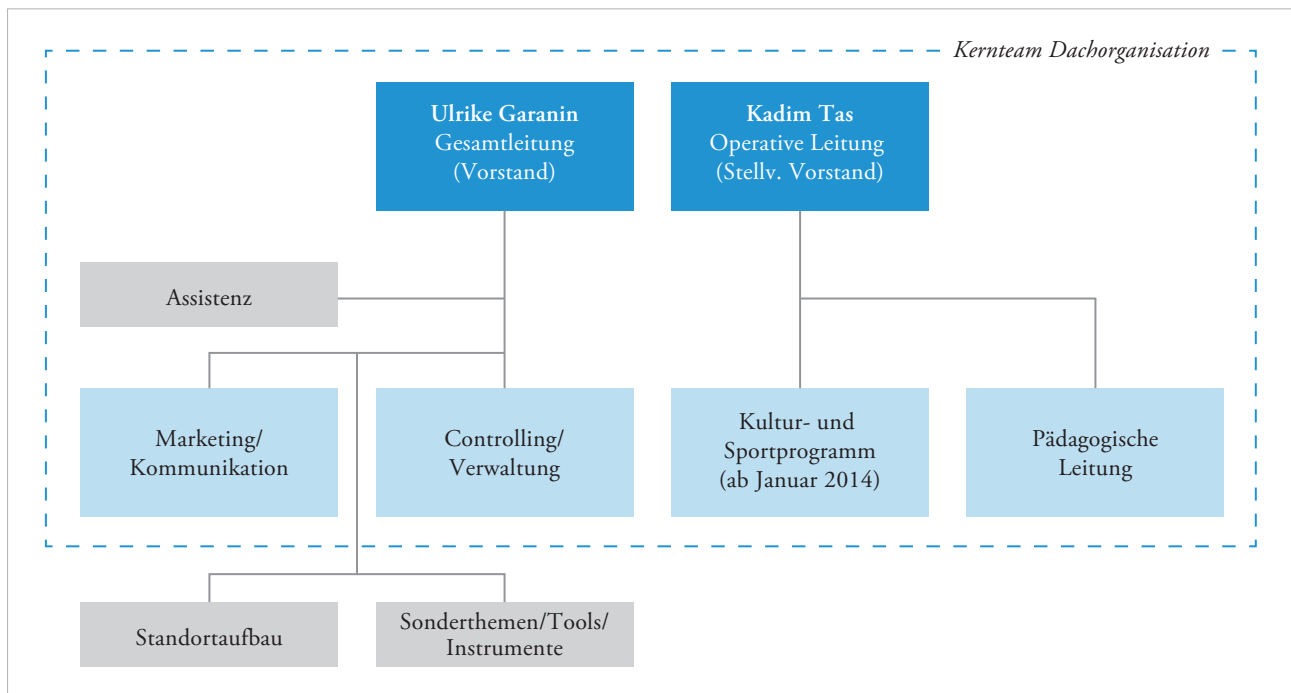 Kernteam Dachorganisation
Ulrike Garanin
Gesamtleitung
(Vorstand)
Kadim Tas
Operative Leitung
(Stellv. Vorstand)
Assistenz
Marketing/
Kommunikation
Controlling/
Verwaltung
Kultur- und
Sportprogramm
(ab Januar 2014)
Pädagogische
Leitung
Standortaufbau
Sonderthemen/Tools/
Instrumente